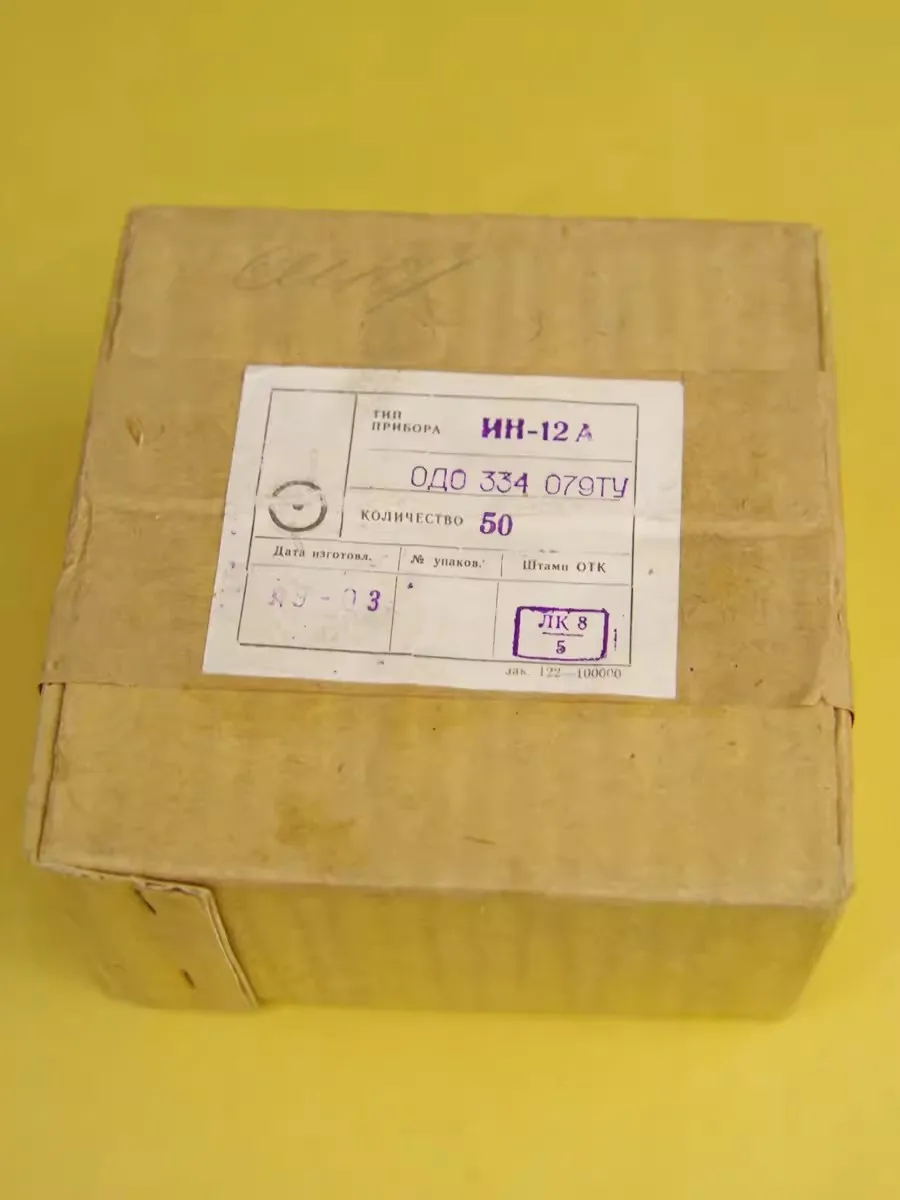 ТИП
ПРИБОРА ИН-12 А
ОДО 334 079ТУ
КОЛИЧЕСТВО 50
Дата изготовл. № упаков. Штамп ОТК
ЛК 8
5
зак. 122—100000